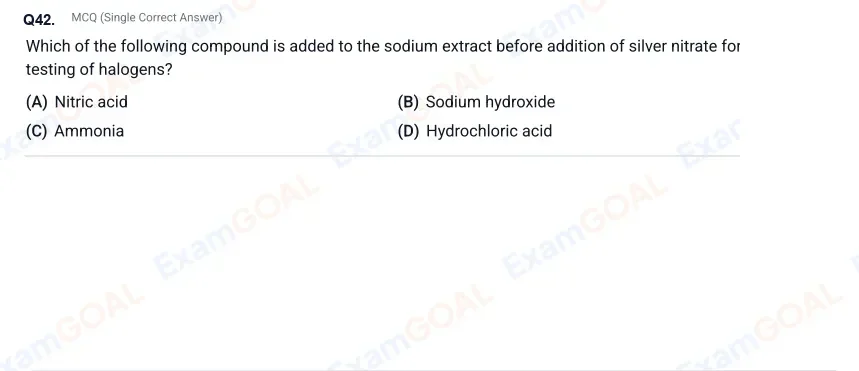 Q42. MCQ (Single Correct Answer)
Which of the following compound is added to the sodium extract before addition of silver nitrate for
testing of halogens?
(A) Nitric acid (B) Sodium hydroxide
(C) Ammonia (D) Hydrochloric acid
ExamGOAL